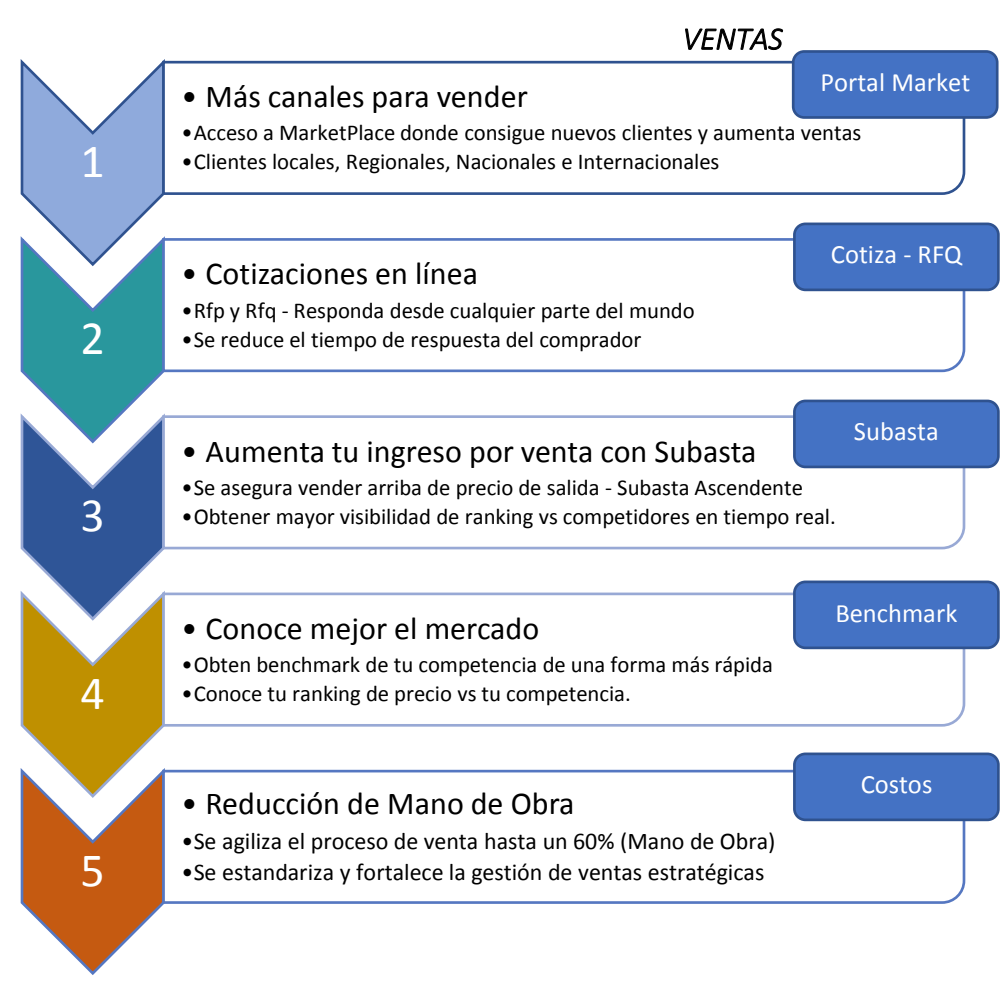 VENTAS
Portal Market
1
• Más canales para vender
•Acceso a MarketPlace donde consigue nuevos clientes y aumenta ventas
•Clientes locales, Regionales, Nacionales e Internacionales
Cotiza - RFQ
2
• Cotizaciones en línea
•Rfp y Rfq - Responda desde cualquier parte del mundo
•Se reduce el tiempo de respuesta del comprador
Subasta
3
• Aumenta tu ingreso por venta con Subasta
•Se asegura vender arriba de precio de salida - Subasta Ascendente
•Obtener mayor visibilidad de ranking vs competidores en tiempo real.
Benchmark
4
• Conoce mejor el mercado
•Obten benchmark de tu competencia de una forma más rápida
•Conoce tu ranking de precio vs tu competencia.
Costos
5
• Reducción de Mano de Obra
•Se agiliza el proceso de venta hasta un 60% (Mano de Obra)
•Se estandariza y fortalece la gestión de ventas estratégicas